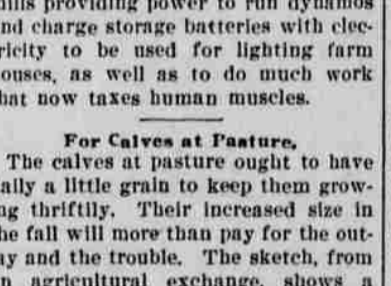 mills providing power to run dynamos
and charge storage batteries with elec-
tricity to be used for lighting farm
houses, as well as to do much work
that now taxes human muscles.
For Calves at Pasture.
The calves at pasture ought to have
daily a little grain to keep them grow-
ing thriftily. Their increased size in
the fall will more than pay for the out-
lay and the trouble. The sketch, from
an agricultural exchange, shows a